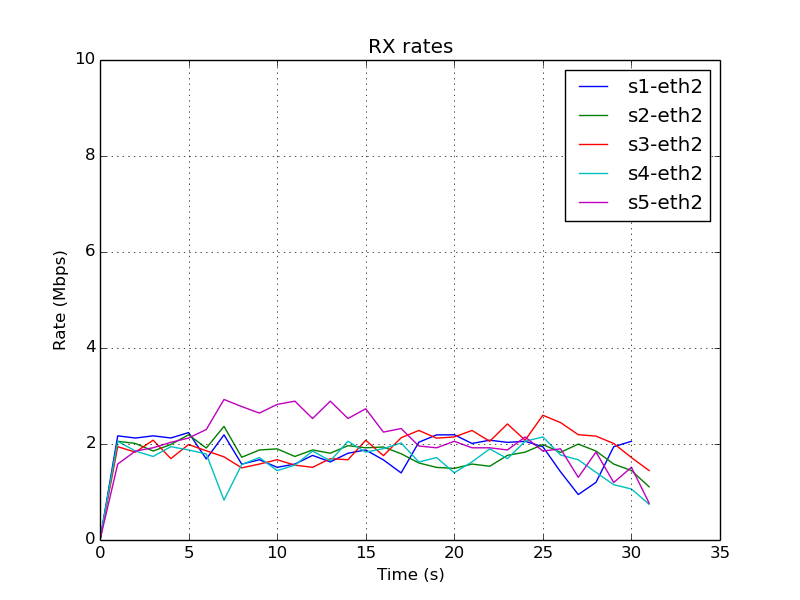 RX rates
10
8
6
4
2
0
Rate (Mbps)
s1-eth2
s2-eth2
s3-eth2
s4-eth2
s5-eth2
0 5 10 15 20 25 30 35
Time (s)